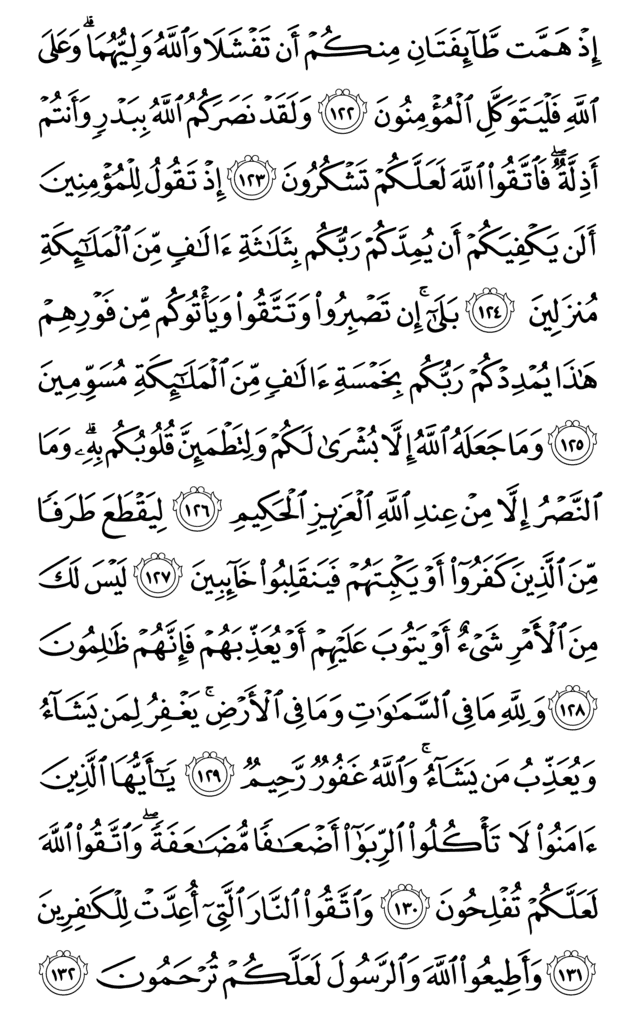 إِذۡ هَمَّت طَّآئِفَتَانِ مِنكُمۡ أَن تَفۡشَلَا وَٱللَّهُ وَلِيُّهُمَاۗ وَعَلَى
ٱللَّهِ فَلۡيَتَوَكَّلِ ٱلۡمُؤۡمِنُونَ ١٢٢ وَلَقَدۡ نَصَرَكُمُ ٱللَّهُ بِبَدۡرٖ وَأَنتُمۡ
أَذِلَّةٞۖ فَٱتَّقُواْ ٱللَّهَ لَعَلَّكُمۡ تَشۡكُرُونَ ١٢٣ إِذۡ تَقُولُ لِلۡمُؤۡمِنِينَ
أَلَن يَكۡفِيَكُمۡ أَن يُمِدَّكُمۡ رَبُّكُم بِثَلَٰثَةِ ءَالَٰفٖ مِّنَ ٱلۡمَلَٰٓئِكَةِ
مُنزَلِينَ ١٢٤ بَلَىٰٓۚ إِن تَصۡبِرُواْ وَتَتَّقُواْ وَيَأۡتُوكُم مِّن فَوۡرِهِمۡ
هَٰذَا يُمۡدِدۡكُمۡ رَبُّكُم بِخَمۡسَةِ ءَالَٰفٖ مِّنَ ٱلۡمَلَٰٓئِكَةِ مُسَوِّمِينَ
١٢٥ وَمَا جَعَلَهُ ٱللَّهُ إِلَّا بُشۡرَىٰ لَكُمۡ وَلِتَطۡمَئِنَّ قُلُوبُكُم بِهِۦۗ وَمَا
ٱلنَّصۡرُ إِلَّا مِنۡ عِندِ ٱللَّهِ ٱلۡعَزِيزِ ٱلۡحَكِيمِ ١٢٦ لِيَقۡطَعَ طَرَفٗا
مِّنَ ٱلَّذِينَ كَفَرُوٓاْ أَوۡ يَكۡبِتَهُمۡ فَيَنقَلِبُواْ خَآئِبِينَ ١٢٧ لَيۡسَ لَكَ
مِنَ ٱلۡأَمۡرِ شَيۡءٌ أَوۡ يَتُوبَ عَلَيۡهِمۡ أَوۡ يُعَذِّبَهُمۡ فَإِنَّهُمۡ ظَٰلِمُونَ
١٢٨ وَلِلَّهِ مَا فِي ٱلسَّمَٰوَٰتِ وَمَا فِي ٱلۡأَرۡضِۚ يَغۡفِرُ لِمَن يَشَآءُ
وَيُعَذِّبُ مَن يَشَآءُۚ وَٱللَّهُ غَفُورٞ رَّحِيمٞ ١٢٩ يَٰٓأَيُّهَا ٱلَّذِينَ
ءَامَنُواْ لَا تَأۡكُلُواْ ٱلرِّبَوٰٓاْ أَضۡعَٰفٗا مُّضَٰعَفَةٗۖ وَٱتَّقُواْ ٱللَّهَ
لَعَلَّكُمۡ تُفۡلِحُونَ ١٣٠ وَٱتَّقُواْ ٱلنَّارَ ٱلَّتِيٓ أُعِدَّتۡ لِلۡكَٰفِرِينَ
١٣١ وَأَطِيعُواْ ٱللَّهَ وَٱلرَّسُولَ لَعَلَّكُمۡ تُرۡحَمُونَ ١٣٢